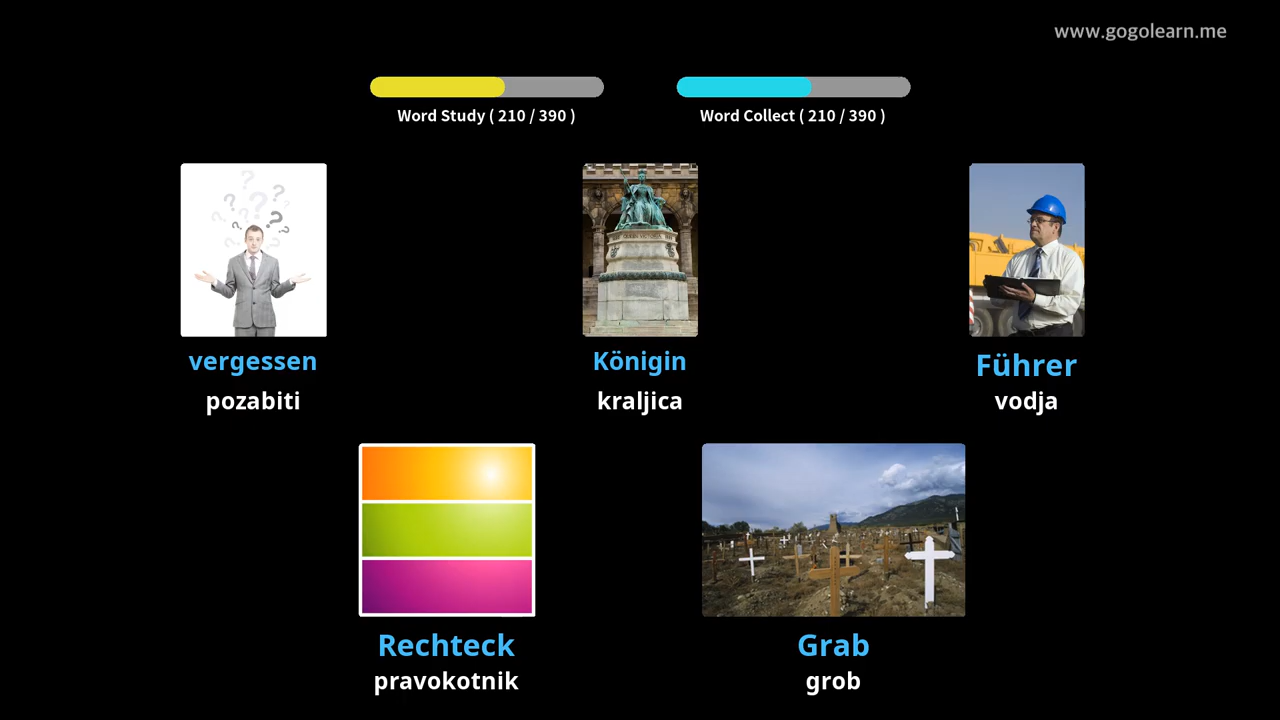 www.gogolearn.me
Word Study ( 210 / 390 )
Word Collect ( 210 / 390 )
vergessen
pozabiti
Königin
kraljica
Führer
vodja
Rechteck
pravokotnik
Grab
grob